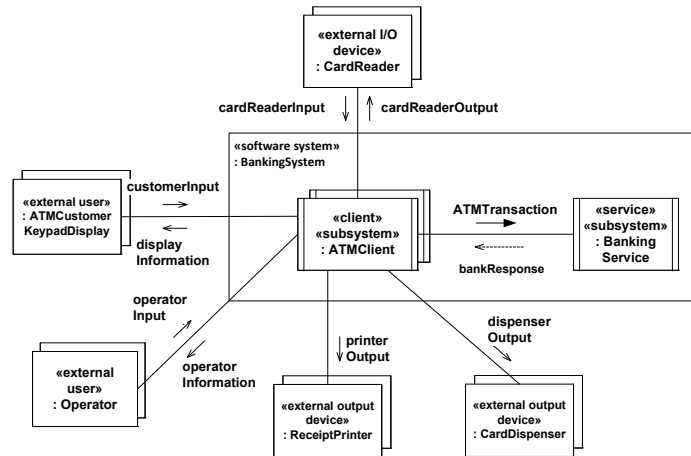 «external I/O
device»
: CardReader
cardReaderInput
cardReaderOutput
«software system»
: BankingSystem
«external user»
: ATMCustomer
KeypadDisplay
customerInput
display
Information
«client»
«subsystem»
: ATMClient
ATMTransaction
bankResponse
«service»
«subsystem»
: Banking
Service
operator
Input
operator
Information
printer
Output
dispenser
Output
«external
user»
: Operator
«external output
device»
: ReceiptPrinter
«external output
device»
: CardDispenser